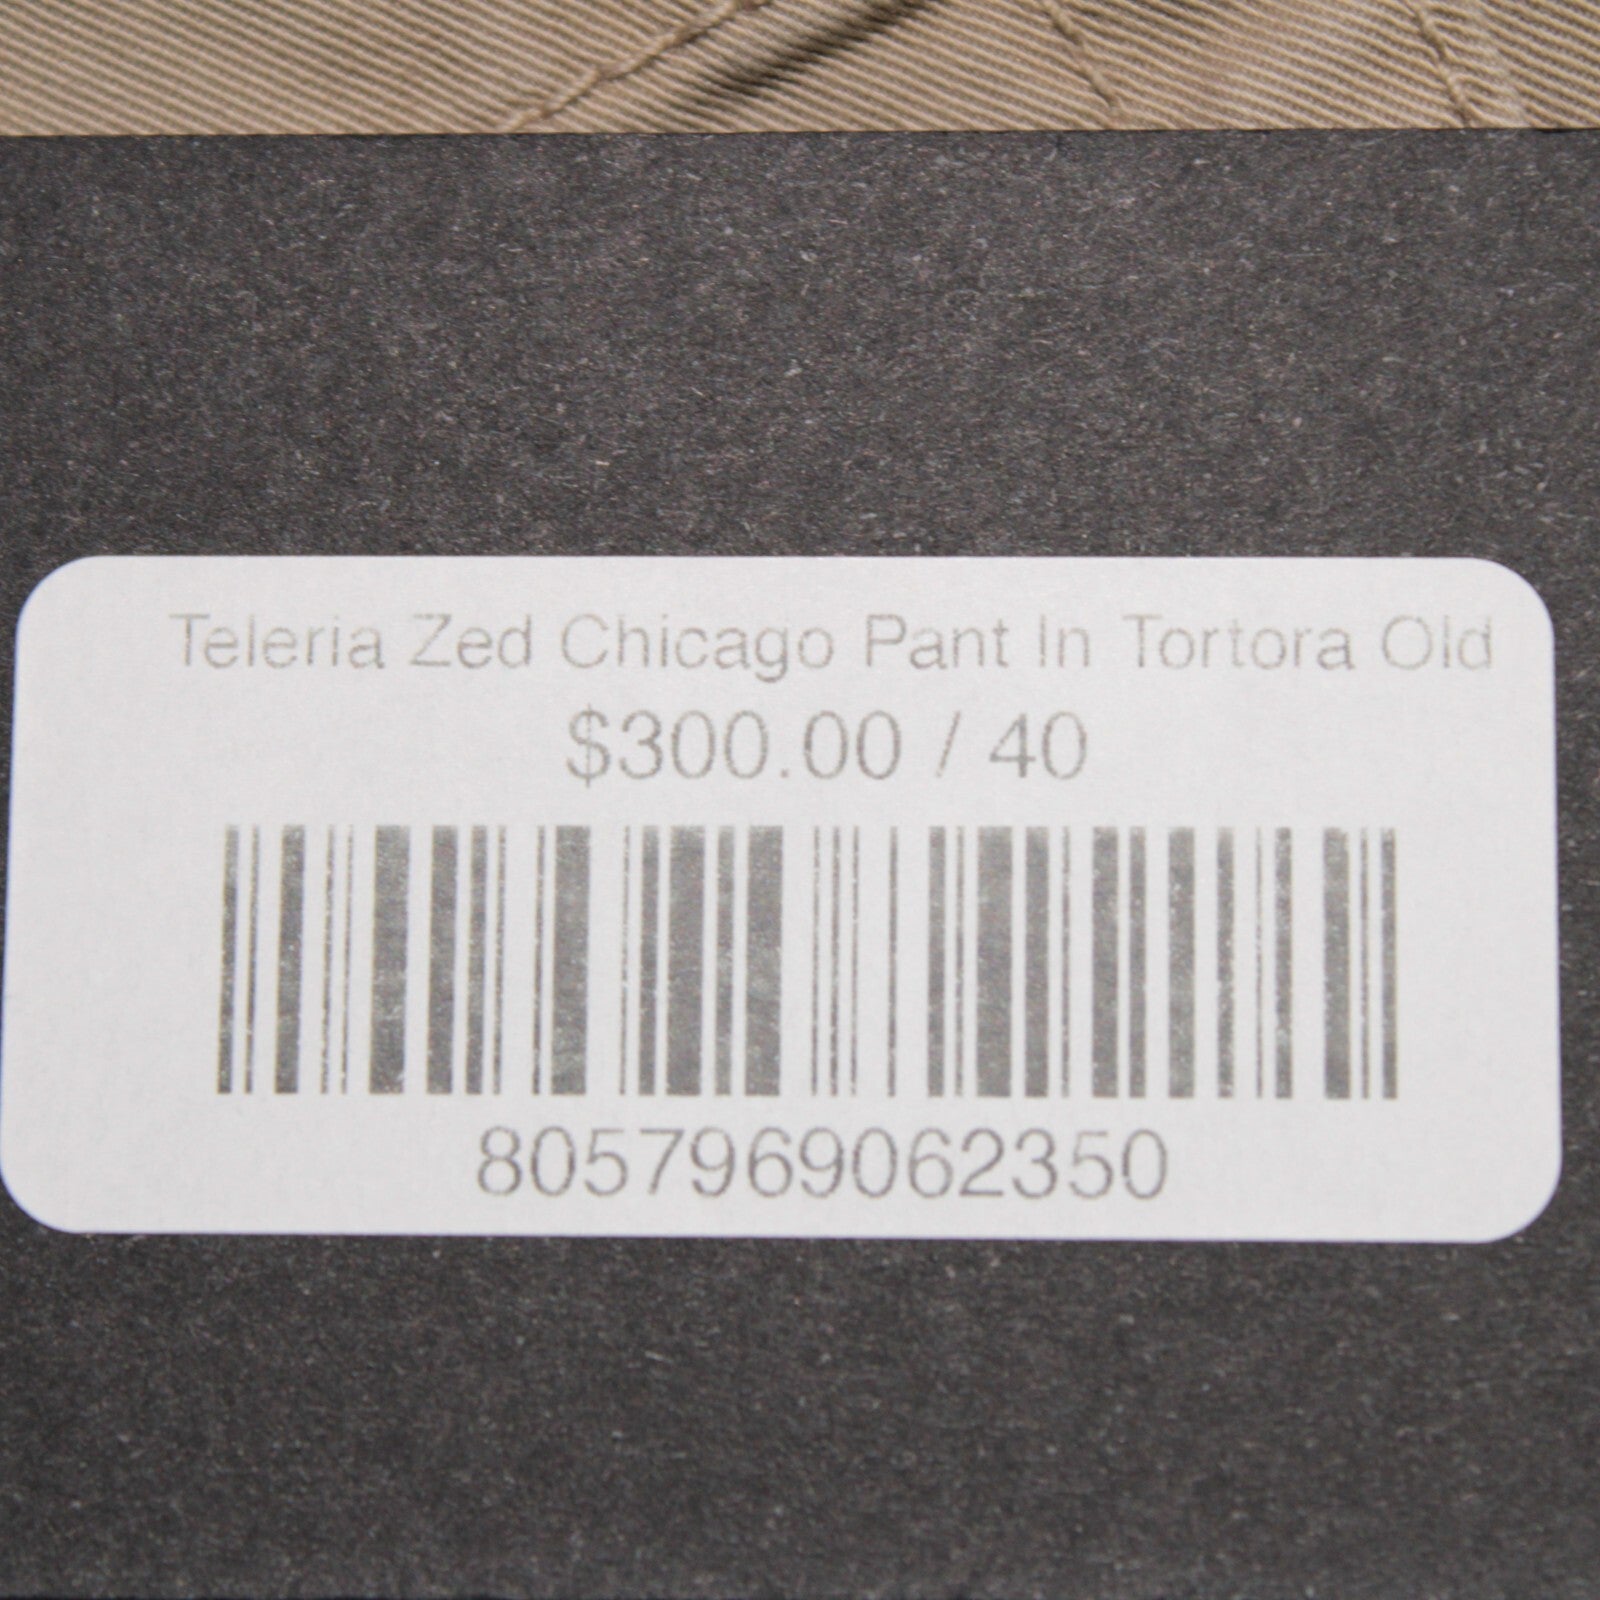 Teleria Zed Chicago Pant In Tortora Old
$300.00 / 40
8057969062350